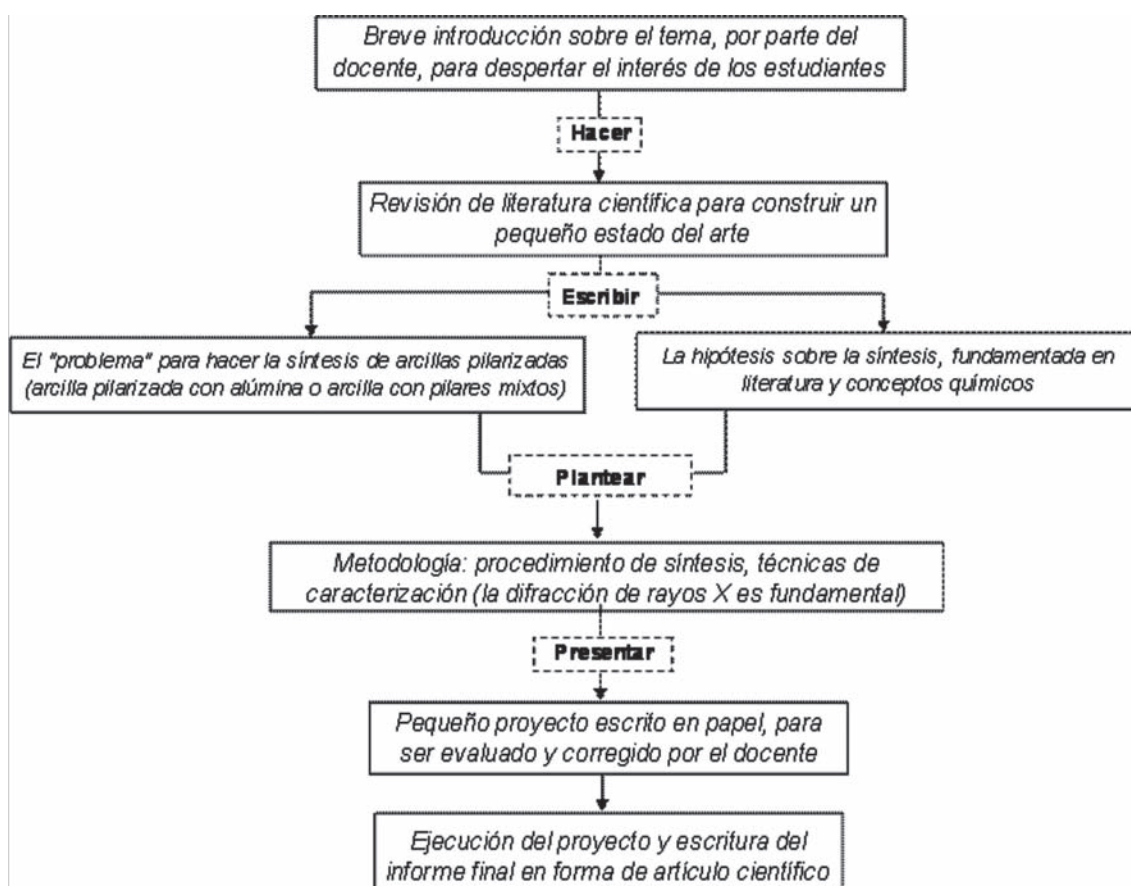 Breve introducción sobre el tema, por parte del
docente, para despertar el interés de los estudiantes
Hacer
Revisión de literatura científica para construir un
pequeño estado del arte
Escribir
El "problema" para hacer la síntesis de arcillas pilarizadas
(arcilla pilarizada con alúmina o arcilla con pilares mixtos)
La hipótesis sobre la síntesis, fundamentada en
literatura y conceptos químicos
Plantear
Metodología: procedimiento de síntesis, técnicas de
caracterización (la difracción de rayos X es fundamental)
Presentar
Pequeño proyecto escrito en papel, para
ser evaluado y corregido por el docente
Ejecución del proyecto y escritura del
informe final en forma de artículo científico